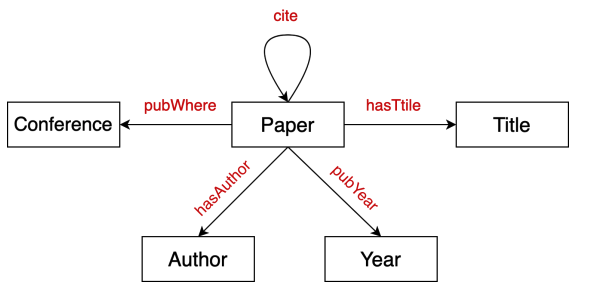 cite
pubWhere
hasTtile
Conference
Paper
Title
hasAuthor
pubYear
Author
Year